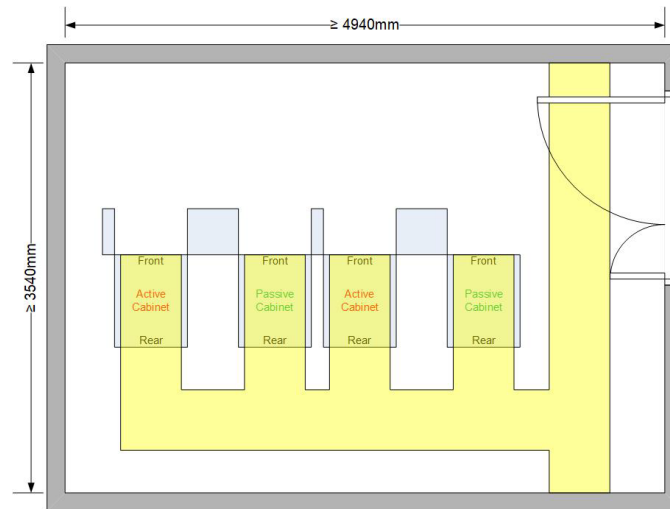 ≥ 4940mm
≥ 3540mm
Front
Front
Front
Front
Active
Cabinet
Passive
Cabinet
Active
Cabinet
Passive
Cabinet
Rear
Rear
Rear
Rear